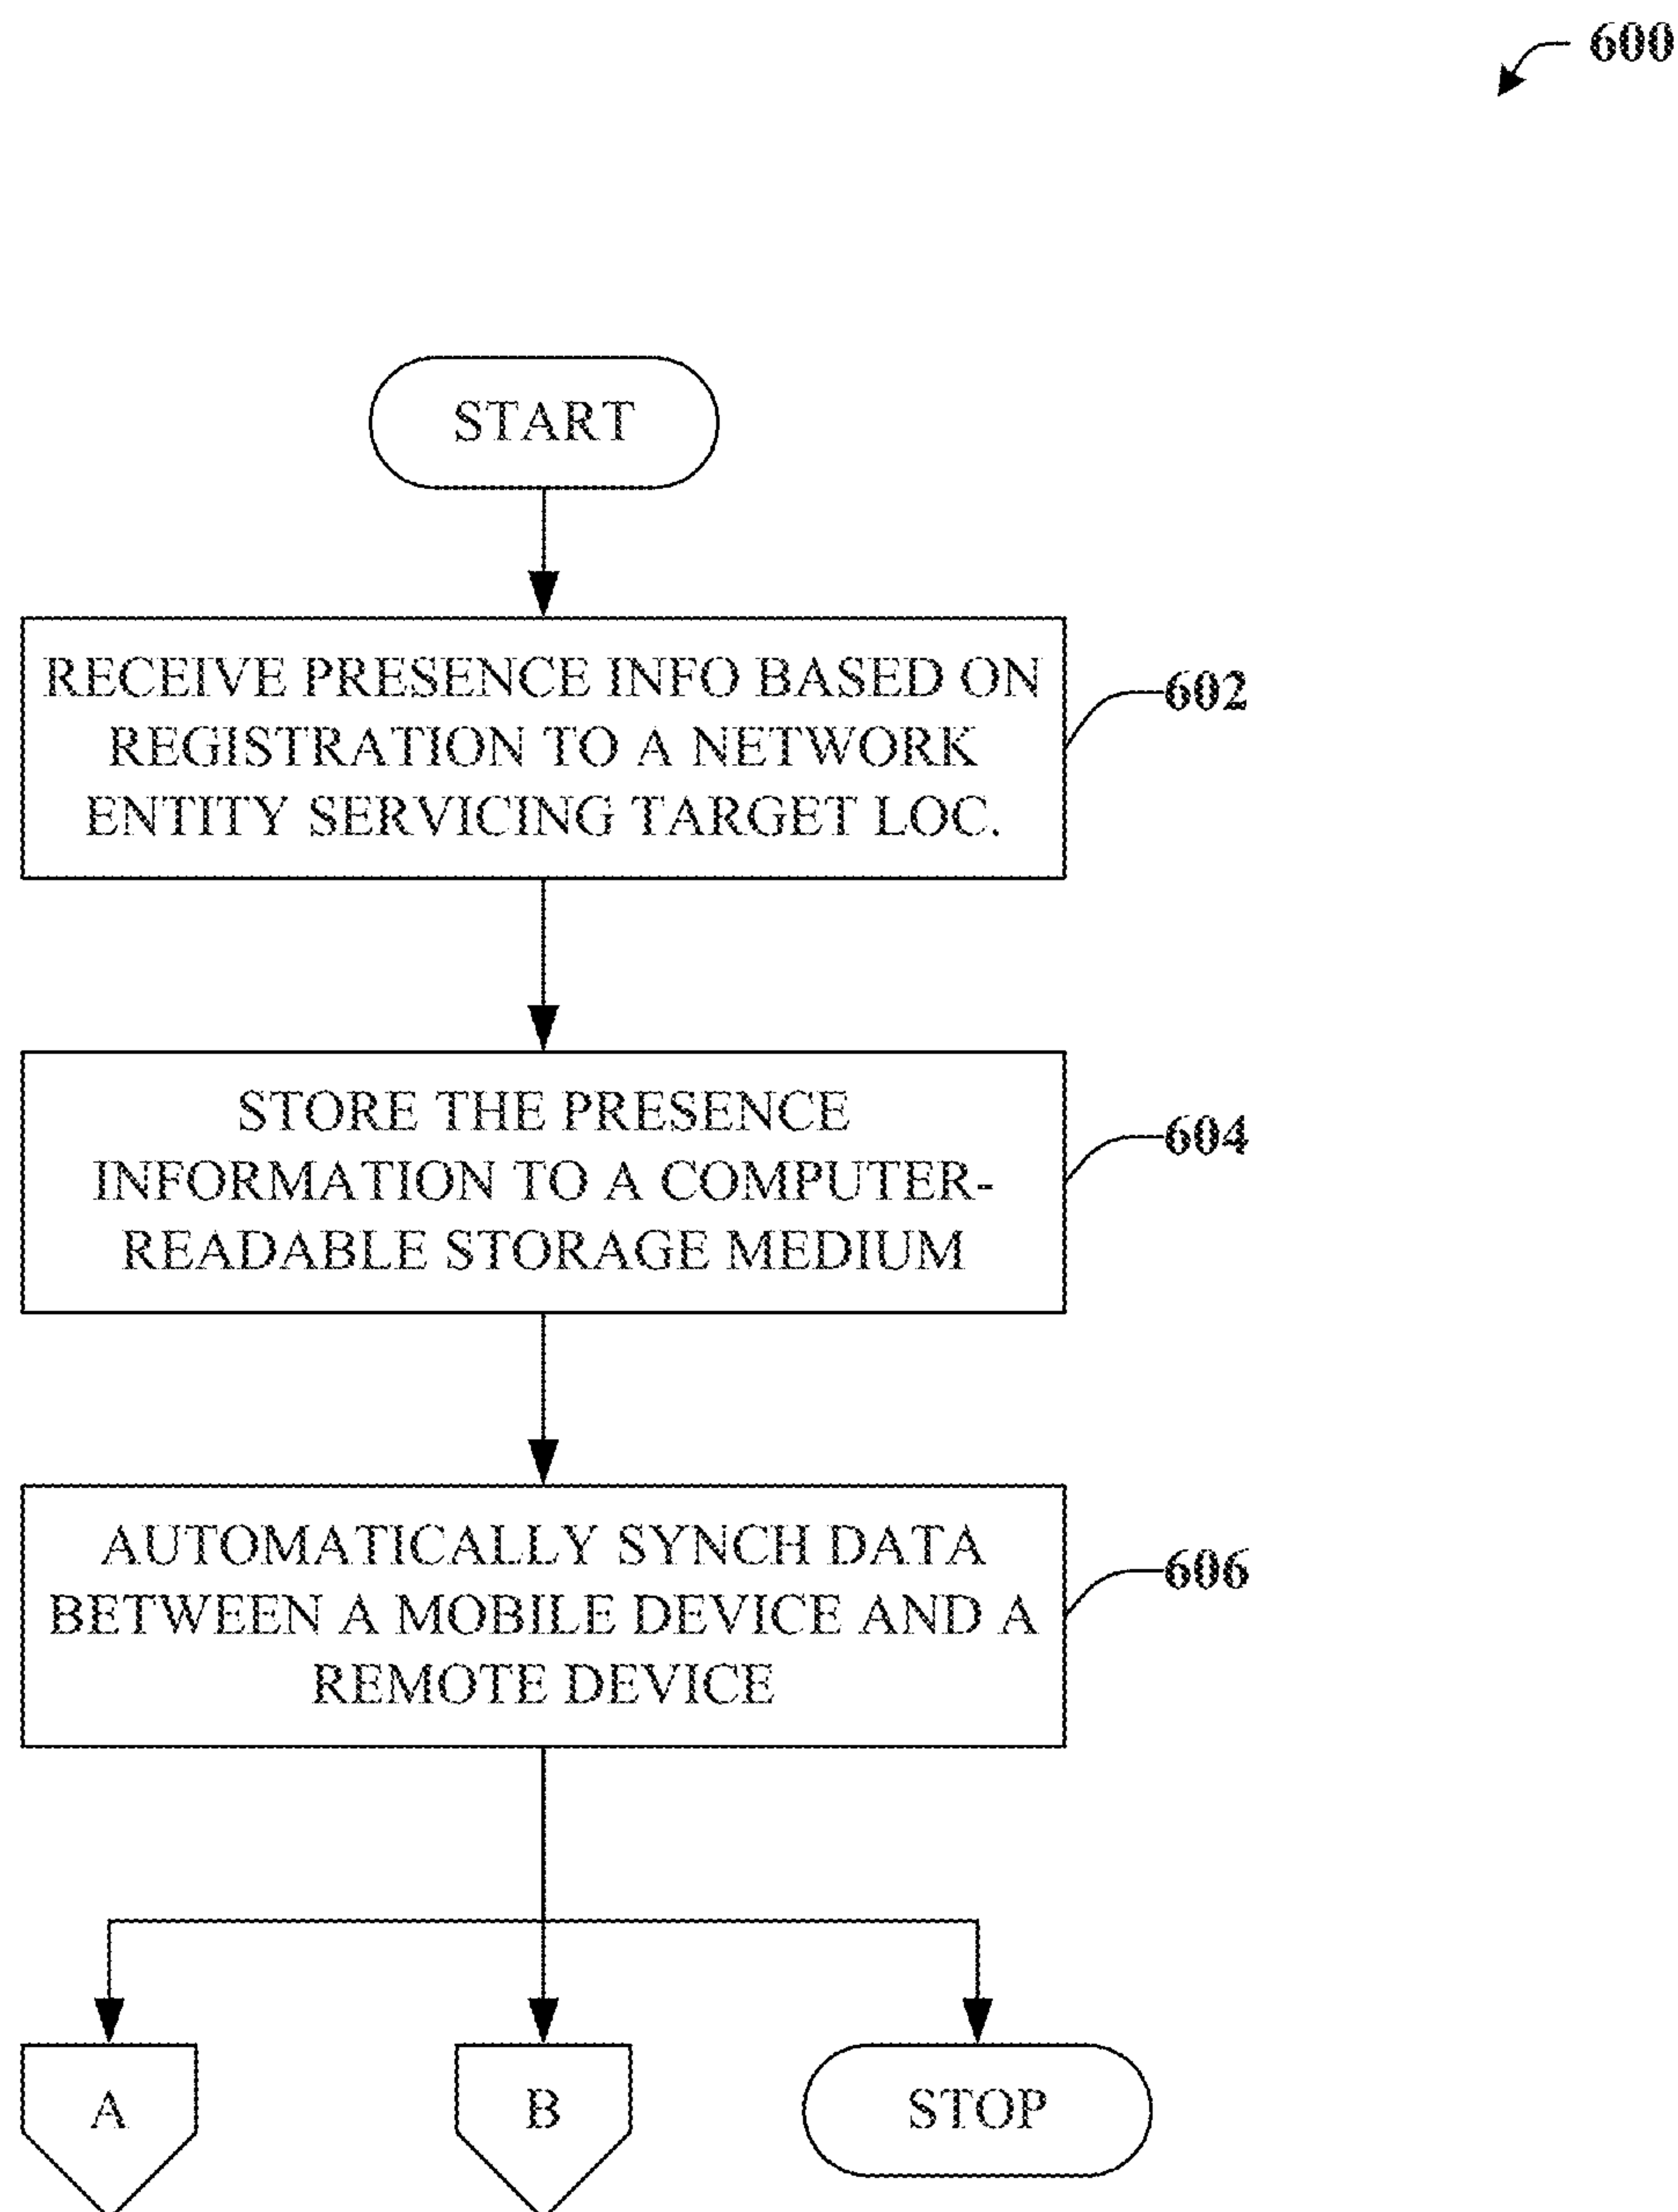 600
START
RECEIVE PRESENCE INFO BASED ON
REGISTRATION TO A NETWORK
ENTITY SERVICING TARGET LOC.
602
STORE THE PRESENCE
INFORMATION TO A COMPUTER-
READABLE STORAGE MEDIUM
604
AUTOMATICALLY SYNCH DATA
BETWEEN A MOBILE DEVICE AND A
REMOTE DEVICE
606
A
B
STOP